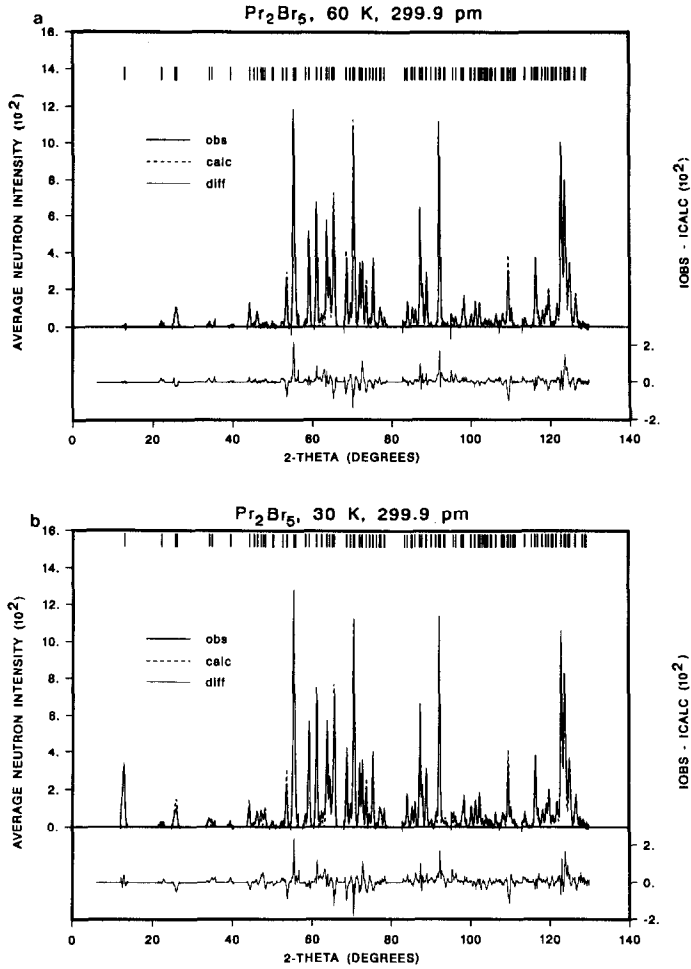 a
Pr2Br5, 60 K, 299.9 pm
16.
14.
12.
10.
8.
6.
4.
2.
0.
AVERAGE NEUTRON INTENSITY (10^2)
obs
calc
diff
2.
0.
-2.
IOBS - ICALC (10^2)
0 20 40 60 80 100 120 140
2-THETA (DEGREES)
b
Pr2Br5, 30 K, 299.9 pm
16.
14.
12.
10.
8.
6.
4.
2.
0.
AVERAGE NEUTRON INTENSITY (10^2)
obs
calc
diff
2.
0.
-2.
IOBS - ICALC (10^2)
0 20 40 60 80 100 120 140
2-THETA (DEGREES)